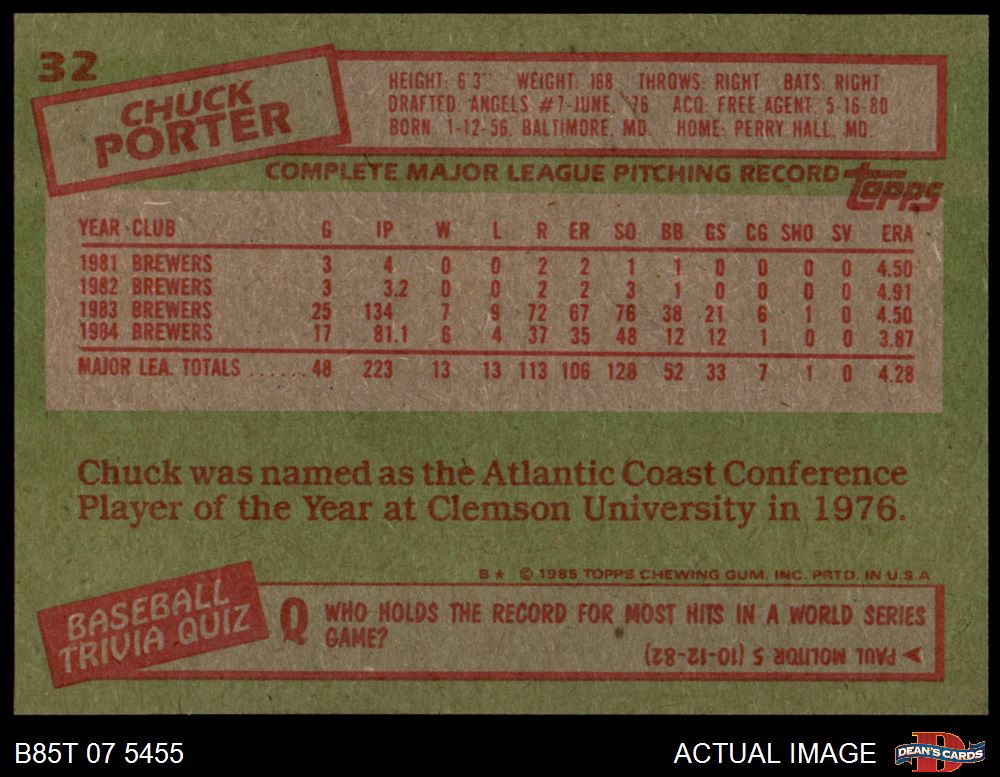 32
CHUCK
PORTER
HEIGHT: 6'3" WEIGHT: 188 THROWS: RIGHT BATS: RIGHT
DRAFTED: ANGELS #7-JUNE, '76 ACQ: FREE AGENT, 5-16-80
BORN 1-12-56, BALTIMORE, MD. HOME: PERRY HALL, MD.
COMPLETE MAJOR LEAGUE PITCHING RECORD
topps
YEAR CLUB G IP W L R ER SO BB GS CG SHO SV ERA
1981 BREWERS 3 4 0 0 2 2 1 1 0 0 0 0 4.50
1982 BREWERS 3 3.2 0 0 2 2 3 1 0 0 0 0 4.91
1983 BREWERS 25 134 7 9 72 67 76 38 21 6 1 0 4.50
1984 BREWERS 17 81.1 6 4 37 35 48 12 12 1 0 0 3.87
MAJOR LEA. TOTALS ...... 48 223 13 13 113 106 128 52 33 7 1 0 4.28
Chuck was named as the Atlantic Coast Conference
Player of the Year at Clemson University in 1976.
B★ © 1985 TOPPS CHEWING GUM, INC. PRTD. IN U.S.A.
BASEBALL
TRIVIA QUIZ
Q WHO HOLDS THE RECORD FOR MOST HITS IN A WORLD SERIES
GAME?
PAUL MOLITOR 5 (10-12-82)
B85T 07 5455
ACTUAL IMAGE
D
DEAN'S CARDS